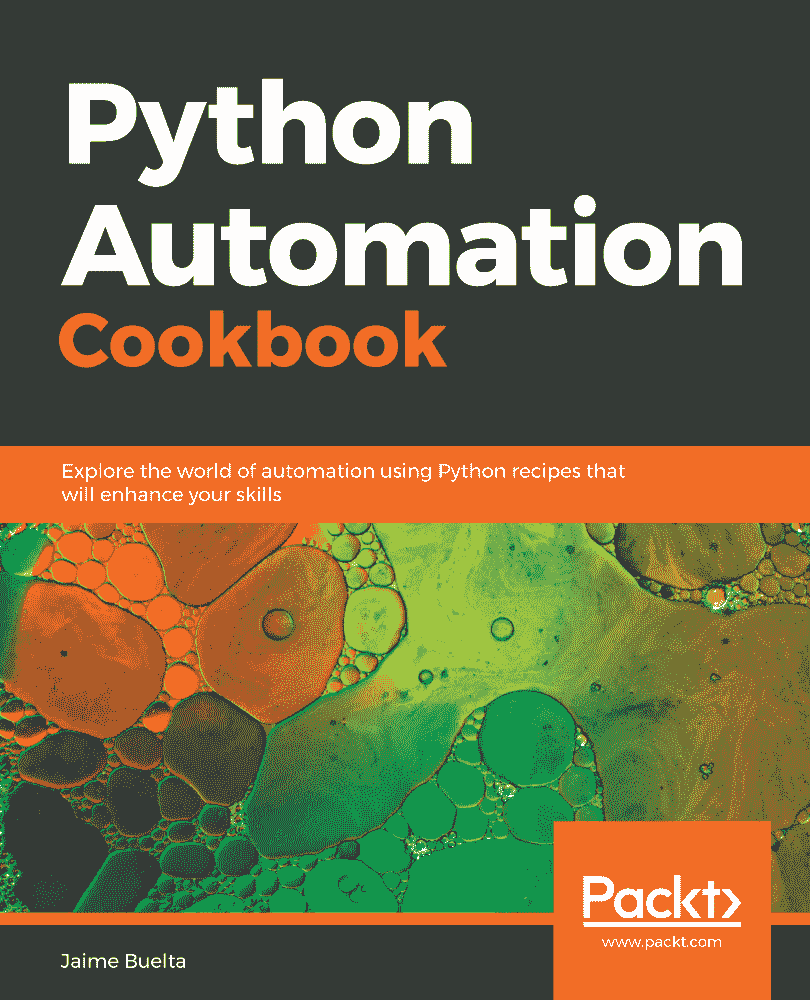 Python
Automation
Cookbook
Explore the world of automation using Python recipes that
will enhance your skills
Packt>
www.packt.com
Jaime Buelta